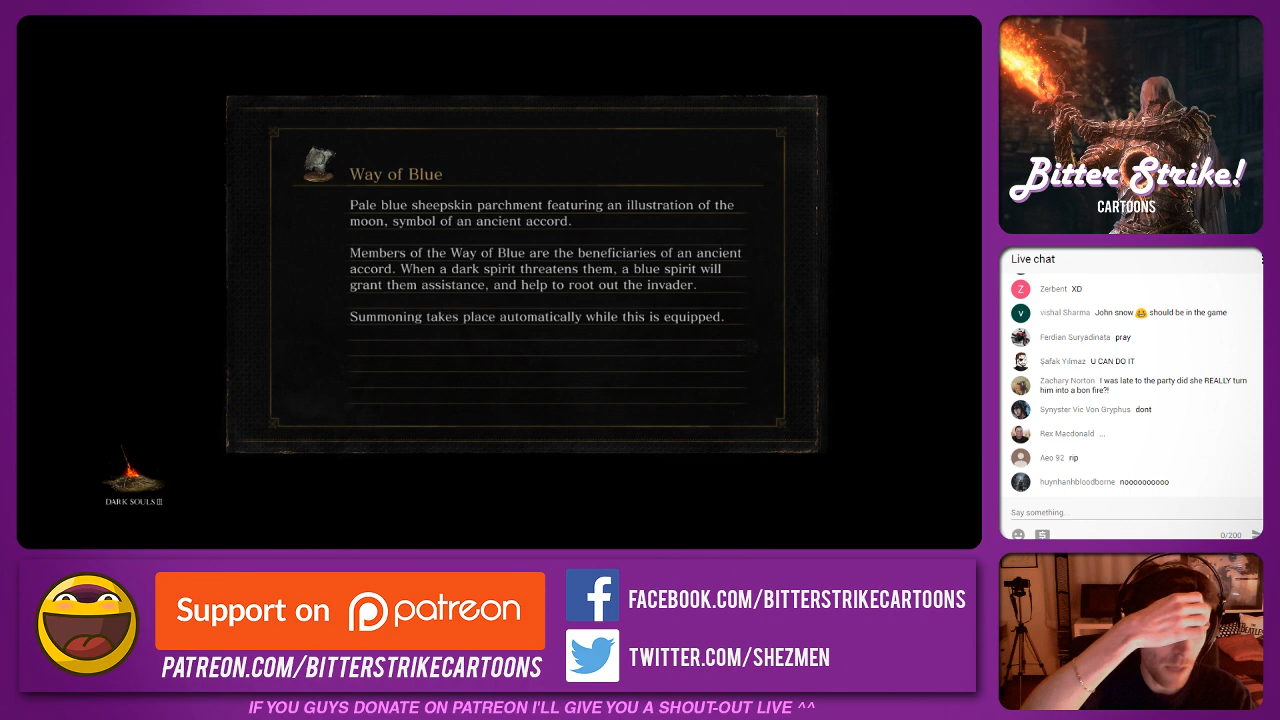 Way of Blue
Pale blue sheepskin parchment featuring an illustration of the
moon, symbol of an ancient accord.
Members of the Way of Blue are the beneficiaries of an ancient
accord. When a dark spirit threatens them, a blue spirit will
grant them assistance, and help to root out the invader.
Summoning takes place automatically while this is equipped.
DARK SOULS III
Bitter Strike!
CARTOONS
Live chat
Z
Zerbent XD
v
vishal Sharma John snow should be in the game
Ferdian Suryadinata pray
Şafak Yılmaz U CAN DO IT
Zachary Norton I was late to the party did she REALLY turn
him into a bon fire?!
Synyster Vic Von Gryphus dont
Rex Macdonald ...
Aeo 92 rip
huynhanhbloodborne noooooooooo
Say something...
0/200
Support on patreon
PATREON.COM/BITTERSTRIKECARTOONS
FACEBOOK.COM/BITTERSTRIKECARTOONS
TWITTER.COM/SHEZMEN
IF YOU GUYS DONATE ON PATREON I'LL GIVE YOU A SHOUT-OUT LIVE ^^